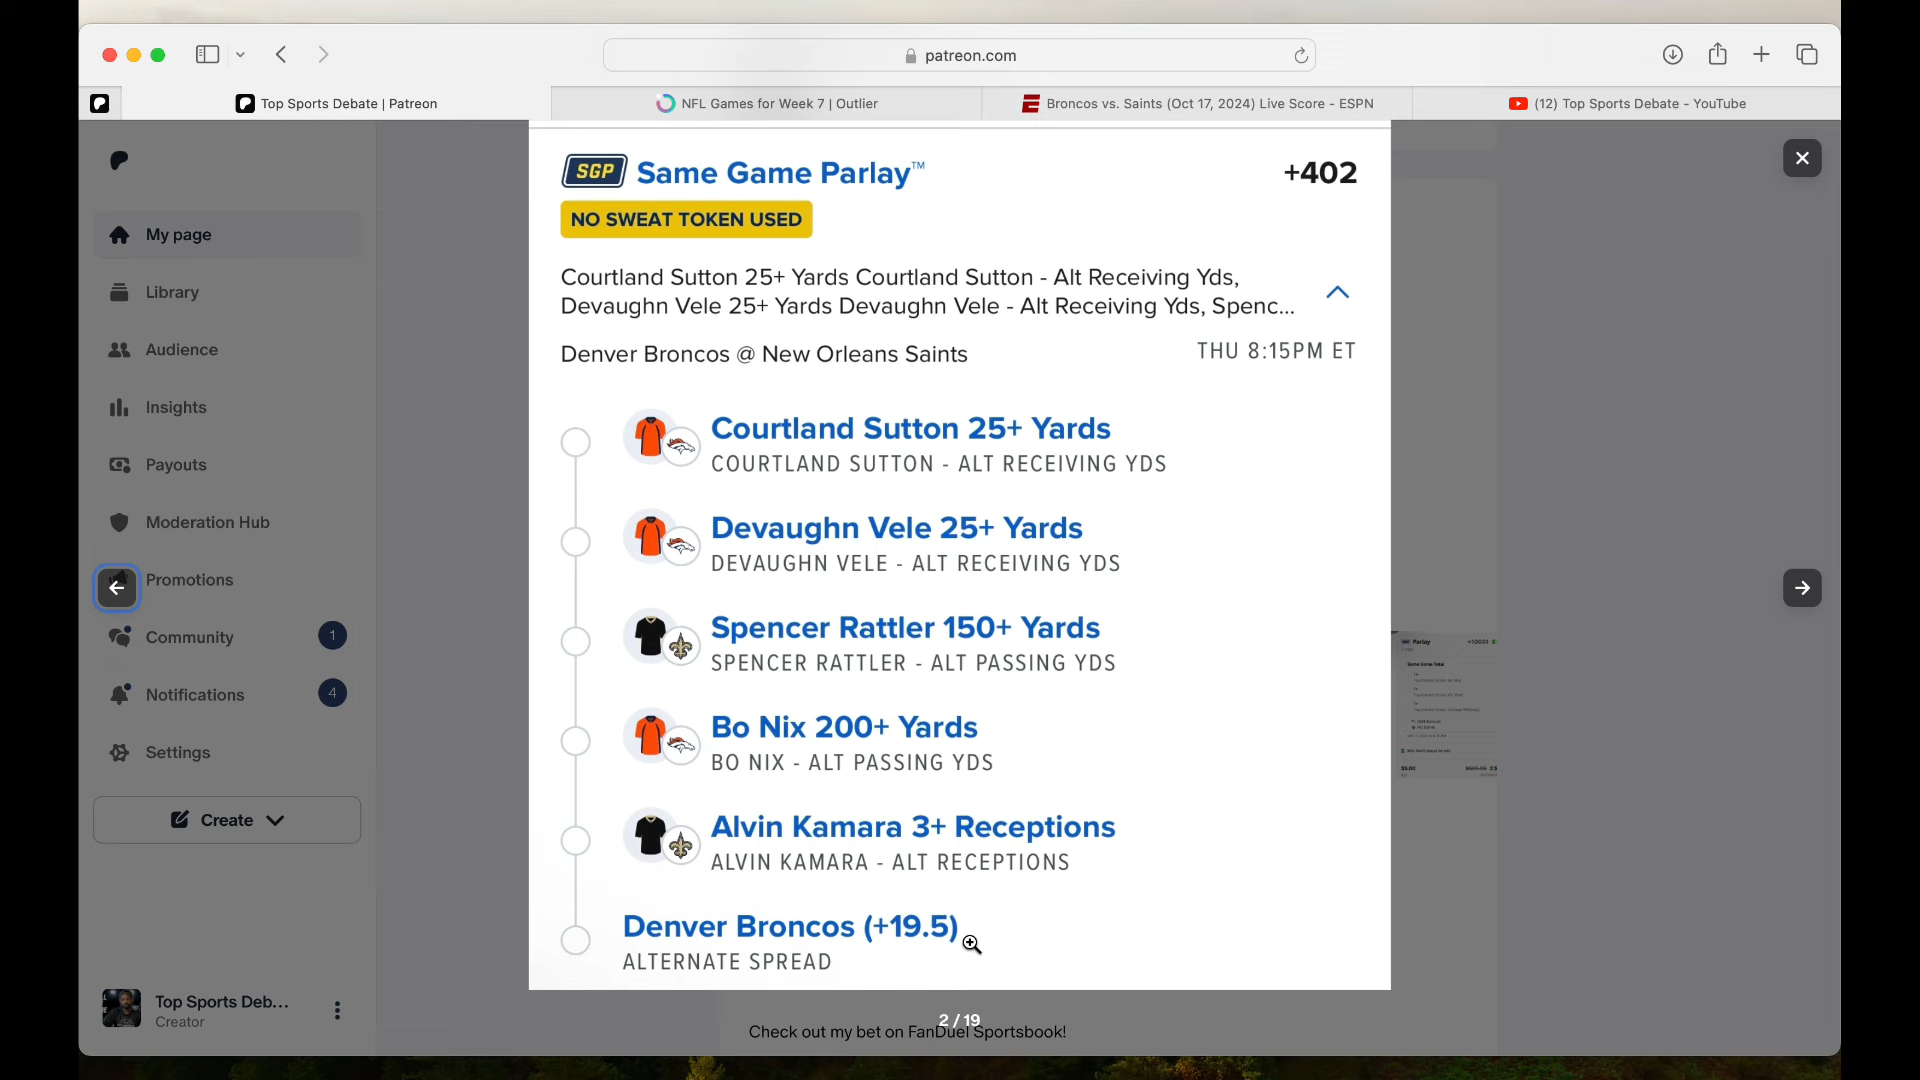 patreon.com
Top Sports Debate | Patreon
NFL Games for Week 7 | Outlier
Broncos vs. Saints (Oct 17, 2024) Live Score - ESPN
(12) Top Sports Debate - YouTube
My page
Library
Audience
Insights
Payouts
Moderation Hub
Promotions
Community 1
Notifications 4
Settings
Create
Top Sports Deb...
Creator
SGP Same Game Parlay™ +402
NO SWEAT TOKEN USED
Courtland Sutton 25+ Yards Courtland Sutton - Alt Receiving Yds,
Devaughn Vele 25+ Yards Devaughn Vele - Alt Receiving Yds, Spenc...
Denver Broncos @ New Orleans Saints THU 8:15PM ET
Courtland Sutton 25+ Yards
COURTLAND SUTTON - ALT RECEIVING YDS
Devaughn Vele 25+ Yards
DEVAUGHN VELE - ALT RECEIVING YDS
Spencer Rattler 150+ Yards
SPENCER RATTLER - ALT PASSING YDS
Bo Nix 200+ Yards
BO NIX - ALT PASSING YDS
Alvin Kamara 3+ Receptions
ALVIN KAMARA - ALT RECEPTIONS
Denver Broncos (+19.5)
ALTERNATE SPREAD
2 / 19
Check out my bet on FanDuel Sportsbook!
Parlay
Same Game Total
$5.00